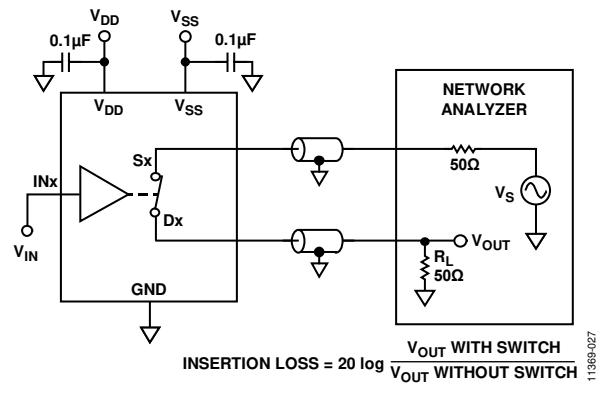 VDD
VSS
0.1µF
0.1µF
VDD
VSS
NETWORK
ANALYZER
Sx
50Ω
INx
VS
Dx
VOUT
VIN
RL
50Ω
GND
INSERTION LOSS = 20 log VOUT WITH SWITCH
VOUT WITHOUT SWITCH
11369-027